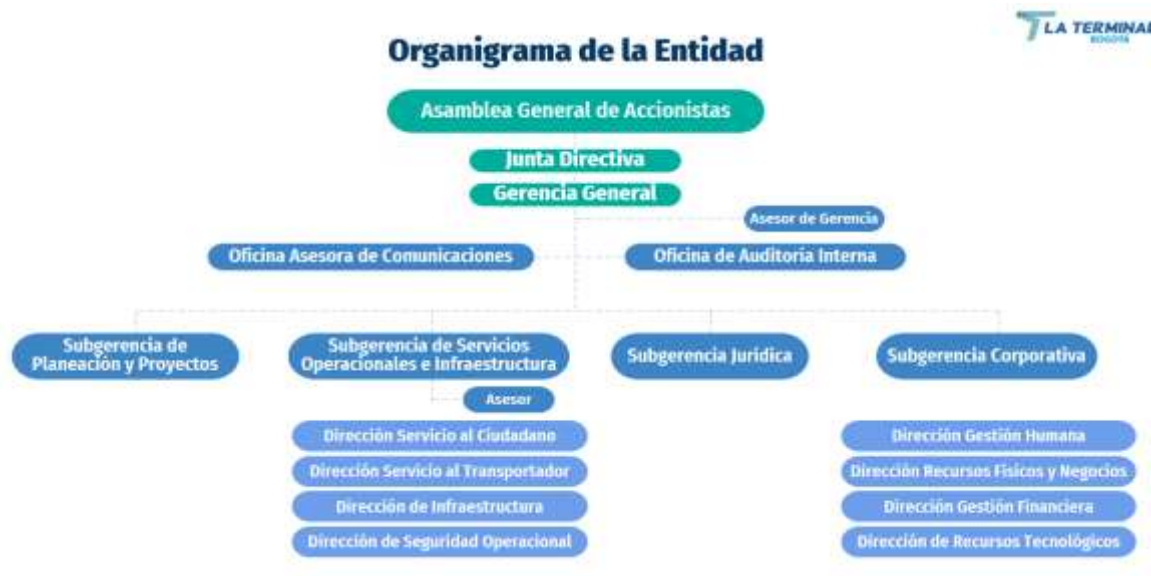 LA TERMINAL
BOGOTÁ
Organigrama de la Entidad
Asamblea General de Accionistas
Junta Directiva
Gerencia General
Asesor de Gerencia
Oficina Asesora de Comunicaciones
Oficina de Auditoría Interna
Subgerencia de
Planeación y Proyectos
Subgerencia de Servicios
Operacionales e Infraestructura
Subgerencia Jurídica
Subgerencia Corporativa
Asesor
Dirección Servicio al Ciudadano
Dirección Servicio al Transportador
Dirección de Infraestructura
Dirección de Seguridad Operacional
Dirección Gestión Humana
Dirección Recursos Físicos y Negocios
Dirección Gestión Financiera
Dirección de Recursos Tecnológicos